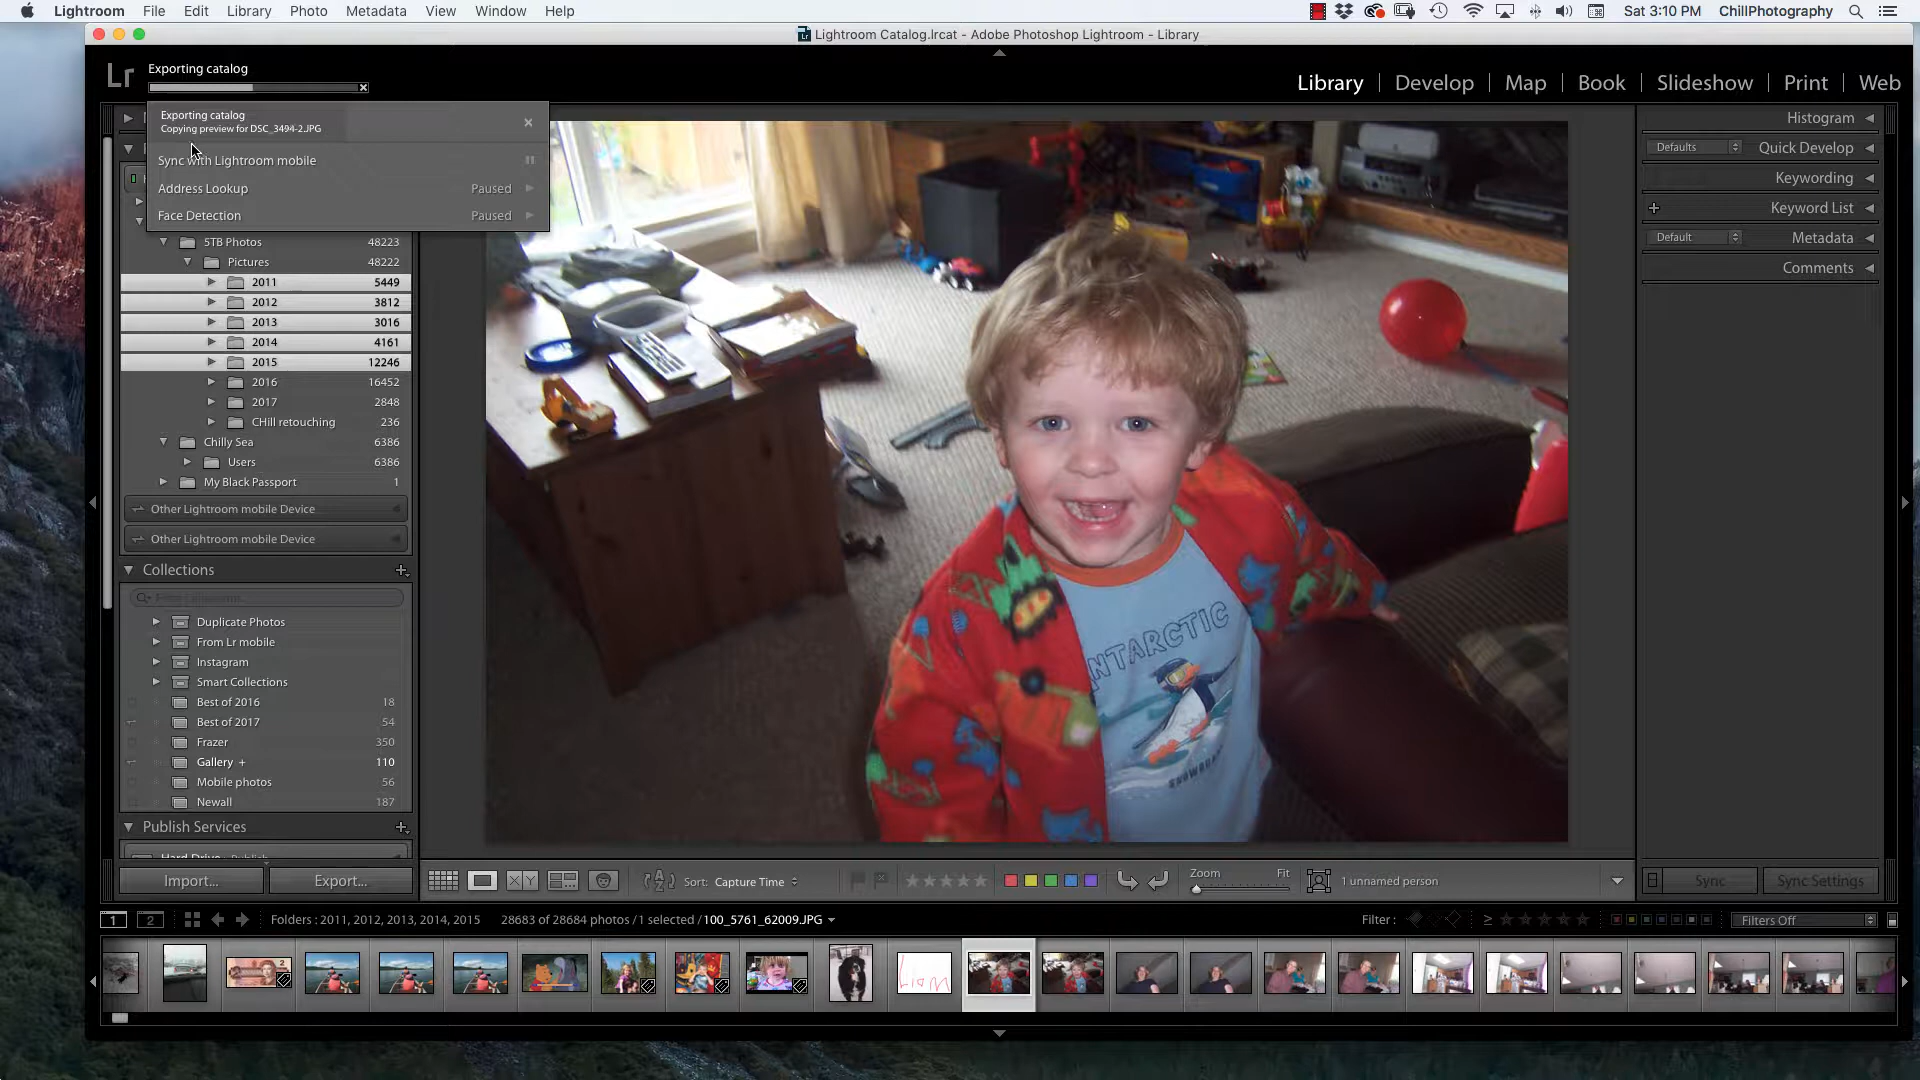 Lightroom File Edit Library Photo Metadata View Window Help Sat 3:10 PM ChillPhotography
Lightroom Catalog.lrcat - Adobe Photoshop Lightroom - Library
Lr Exporting catalog
Library Develop Map Book Slideshow Print Web
Exporting catalog
Copying preview for DSC_3494-2.JPG
Sync with Lightroom mobile
Address Lookup Paused
Face Detection Paused
5TB Photos 48223
Pictures 48222
2011 5449
2012 3812
2013 3016
2014 4161
2015 12246
2016 16452
2017 2848
CHill retouching 236
Chilly Sea 6386
Users 6386
My Black Passport 1
Other Lightroom mobile Device
Other Lightroom mobile Device
Collections
Duplicate Photos
From Lr mobile
Instagram
Smart Collections
Best of 2016 18
Best of 2017 54
Frazer 350
Gallery + 110
Mobile photos 56
Newall 187
Publish Services
Hard Drive - Publish
Import... Export...
ANTARCTIC
Histogram
Defaults Quick Develop
Keywording
Keyword List
Default Metadata
Comments
XY Sort: Capture Time Zoom Fit 1 unnamed person
Sync Sync Settings
1 2 Folders : 2011, 2012, 2013, 2014, 2015 28683 of 28684 photos / 1 selected / 100_5761_62009.JPG Filter : ≥ Filters Off
Liam